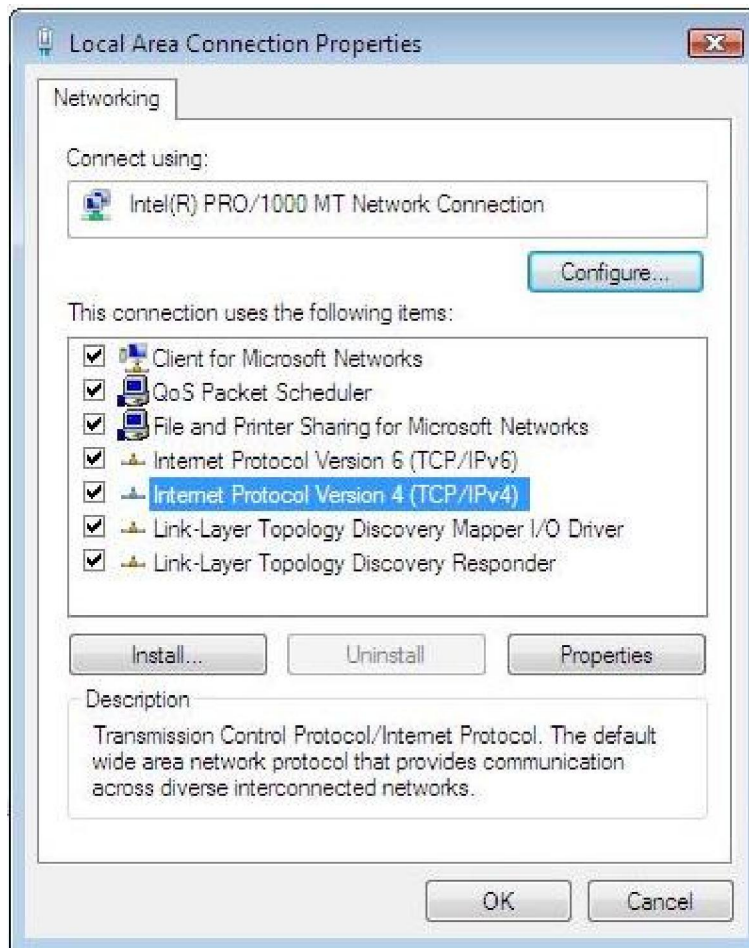 Local Area Connection Properties
Networking
Connect using:
Intel(R) PRO/1000 MT Network Connection
Configure...
This connection uses the following items:
Client for Microsoft Networks
QoS Packet Scheduler
File and Printer Sharing for Microsoft Networks
Internet Protocol Version 6 (TCP/IPv6)
Internet Protocol Version 4 (TCP/IPv4)
Link-Layer Topology Discovery Mapper I/O Driver
Link-Layer Topology Discovery Responder
Install...
Uninstall
Properties
Description
Transmission Control Protocol/Internet Protocol. The default
wide area network protocol that provides communication
across diverse interconnected networks.
OK
Cancel